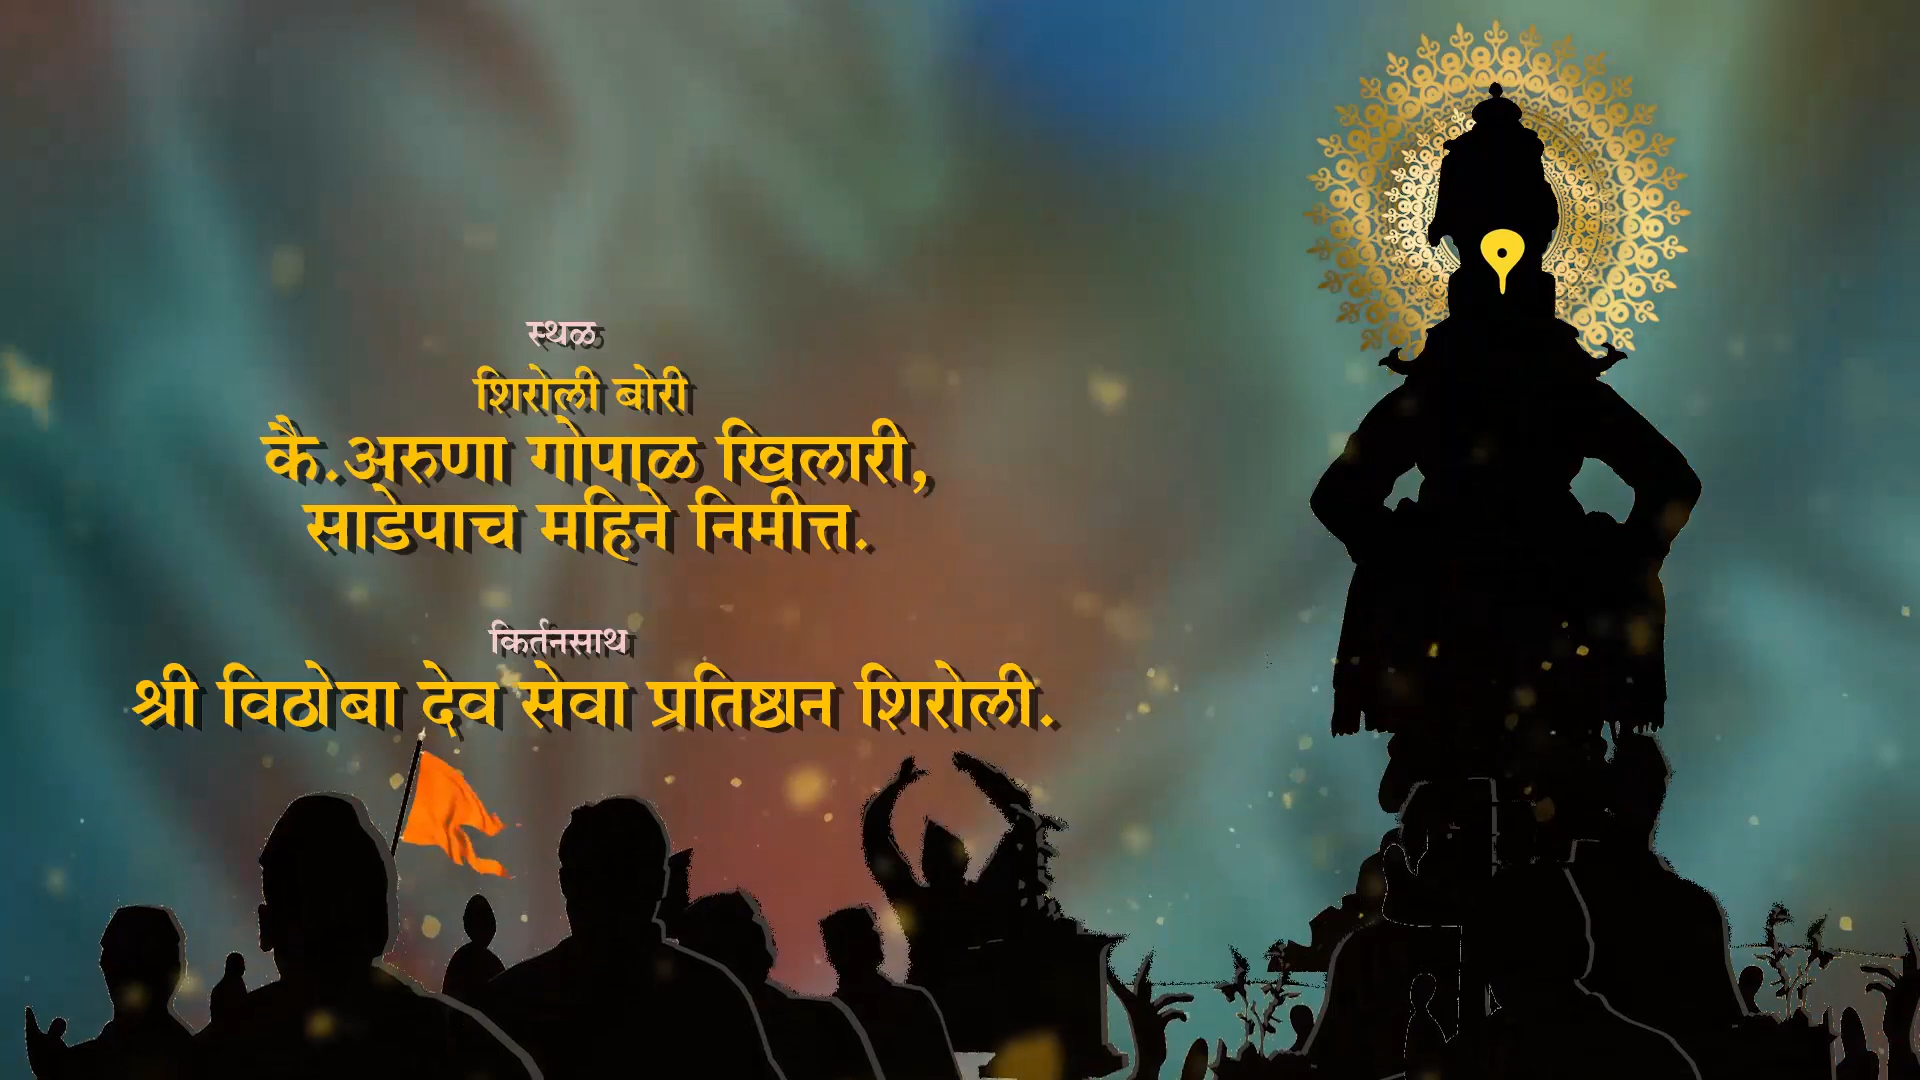 स्थळ
शिरोली बोरी
कै.अरुणा गोपाळ खिलारी,
साडेपाच महिने निमीत्त.
किर्तनसाथ
श्री विठोबा देव सेवा प्रतिष्ठान शिरोली.